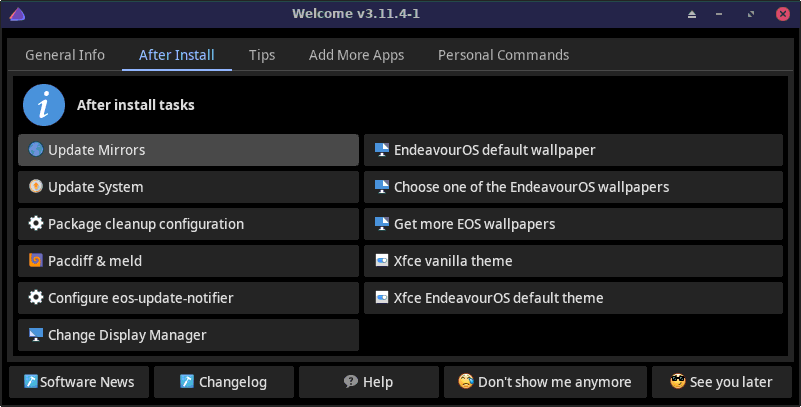 Welcome v3.11.4-1
General Info
After Install
Tips
Add More Apps
Personal Commands
After install tasks
Update Mirrors
EndeavourOS default wallpaper
Update System
Choose one of the EndeavourOS wallpapers
Package cleanup configuration
Get more EOS wallpapers
Pacdiff & meld
Xfce vanilla theme
Configure eos-update-notifier
Xfce EndeavourOS default theme
Change Display Manager
Software News
Changelog
Help
Don't show me anymore
See you later